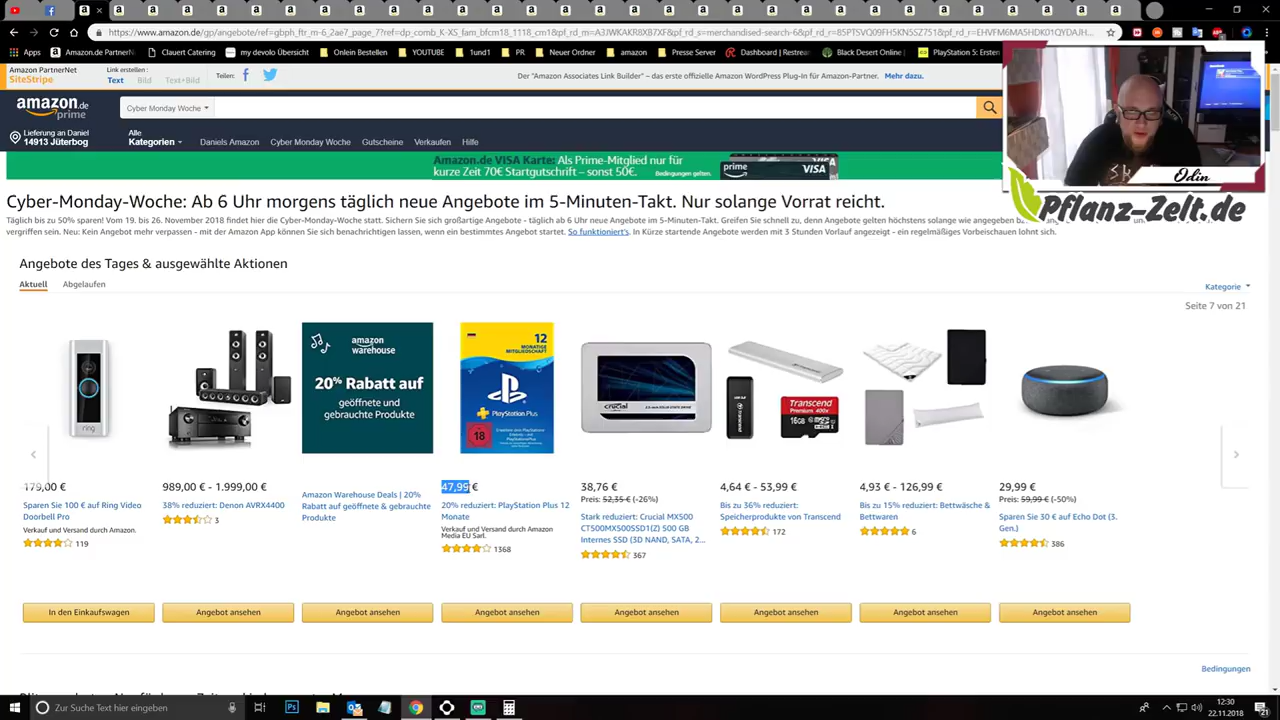 https://www.amazon.de/gp/angebote/ref=gbph_ftr_m-6_2ae7_page_7?
Apps
Amazon.de PartnerN
Clauert Catering
my devolo Übersicht
Onlein Bestellen
YOUTUBE
1und1
PR
Neuer Ordner
amazon
Presse Server
Dashboard | Restrea
Black Desert Online
PlayStation 5: Ersten
Amazon PartnerNet
SiteStripe
Link erstellen:
Text
Bild
Text+Bild
Teilen:
Der "Amazon Associates Link Builder" – das erste offizielle Amazon WordPress Plug-In für Amazon-Partner. Mehr dazu.
amazon.de
prime
Cyber Monday Woche
Lieferung an Daniel
14913 Jüterbog
Alle
Kategorien
Daniels Amazon
Cyber Monday Woche
Gutscheine
Verkaufen
Hilfe
Amazon.de VISA Karte: Als Prime-Mitglied nur für
kurze Zeit 70€ Startgutschrift – sonst 50€.
Bedingungen gelten.
prime
VISA
Odin
Pflanz-Zelt.de
Cyber-Monday-Woche: Ab 6 Uhr morgens täglich neue Angebote im 5-Minuten-Takt. Nur solange Vorrat reicht.
Täglich bis zu 50% sparen! Vom 19. bis 26. November 2018 findet hier die Cyber-Monday-Woche statt. Sichern Sie sich großartige Angebote - täglich ab 6 Uhr neue Angebote im 5-Minuten-Takt. Greifen Sie schnell zu, denn Angebote gelten höchstens solange wie angegeben
vergriffen sein. Neu: Kein Angebot mehr verpassen - mit der Amazon App können Sie sich benachrichtigen lassen, wenn ein bestimmtes Angebot startet. So funktioniert's. In Kürze startende Angebote werden mit 3 Stunden Vorlauf angezeigt - ein regelmäßiges Vorbeischauen lohnt sich.
Angebote des Tages & ausgewählte Aktionen
Aktuell
Abgelaufen
Kategorie
Seite 7 von 21
ring
amazon
warehouse
20% Rabatt auf
geöffnete und
gebrauchte Produkte
12
MONATIGE
MITGLIEDSCHAFT
PlayStation Plus
18
crucial
Transcend
Premium 400x
16GB
179,00 €
Sparen Sie 100 € auf Ring Video
Doorbell Pro
Verkauf und Versand durch Amazon.
119
989,00 € - 1.999,00 €
38% reduziert: Denon AVRX4400
3
Amazon Warehouse Deals | 20%
Rabatt auf geöffnete & gebrauchte
Produkte
47,99 €
20% reduziert: PlayStation Plus 12
Monate
Verkauf und Versand durch Amazon
Media EU Sarl.
1368
38,76 €
Preis: 52,35 € (-26%)
Stark reduziert: Crucial MX500
CT500MX500SSD1(Z) 500 GB
Internes SSD (3D NAND, SATA, 2...
367
4,64 € - 53,99 €
Bis zu 36% reduziert:
Speicherprodukte von Transcend
172
4,93 € - 126,99 €
Bis zu 15% reduziert: Bettwäsche &
Bettwaren
6
29,99 €
Preis: 59,99 € (-50%)
Sparen Sie 30 € auf Echo Dot (3.
Gen.)
386
In den Einkaufswagen
Angebot ansehen
Angebot ansehen
Angebot ansehen
Angebot ansehen
Angebot ansehen
Angebot ansehen
Angebot ansehen
Bedingungen
Zur Suche Text hier eingeben
12:30
22.11.2018
21